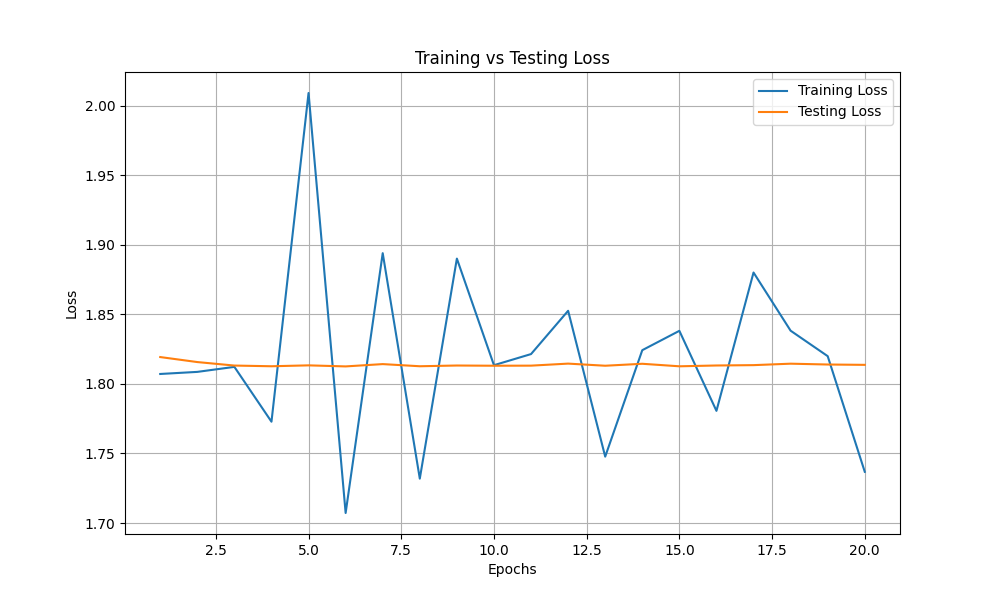 Training vs Testing Loss
Training Loss
Testing Loss
2.00
1.95
1.90
1.85
1.80
1.75
1.70
Loss
2.5 5.0 7.5 10.0 12.5 15.0 17.5 20.0
Epochs